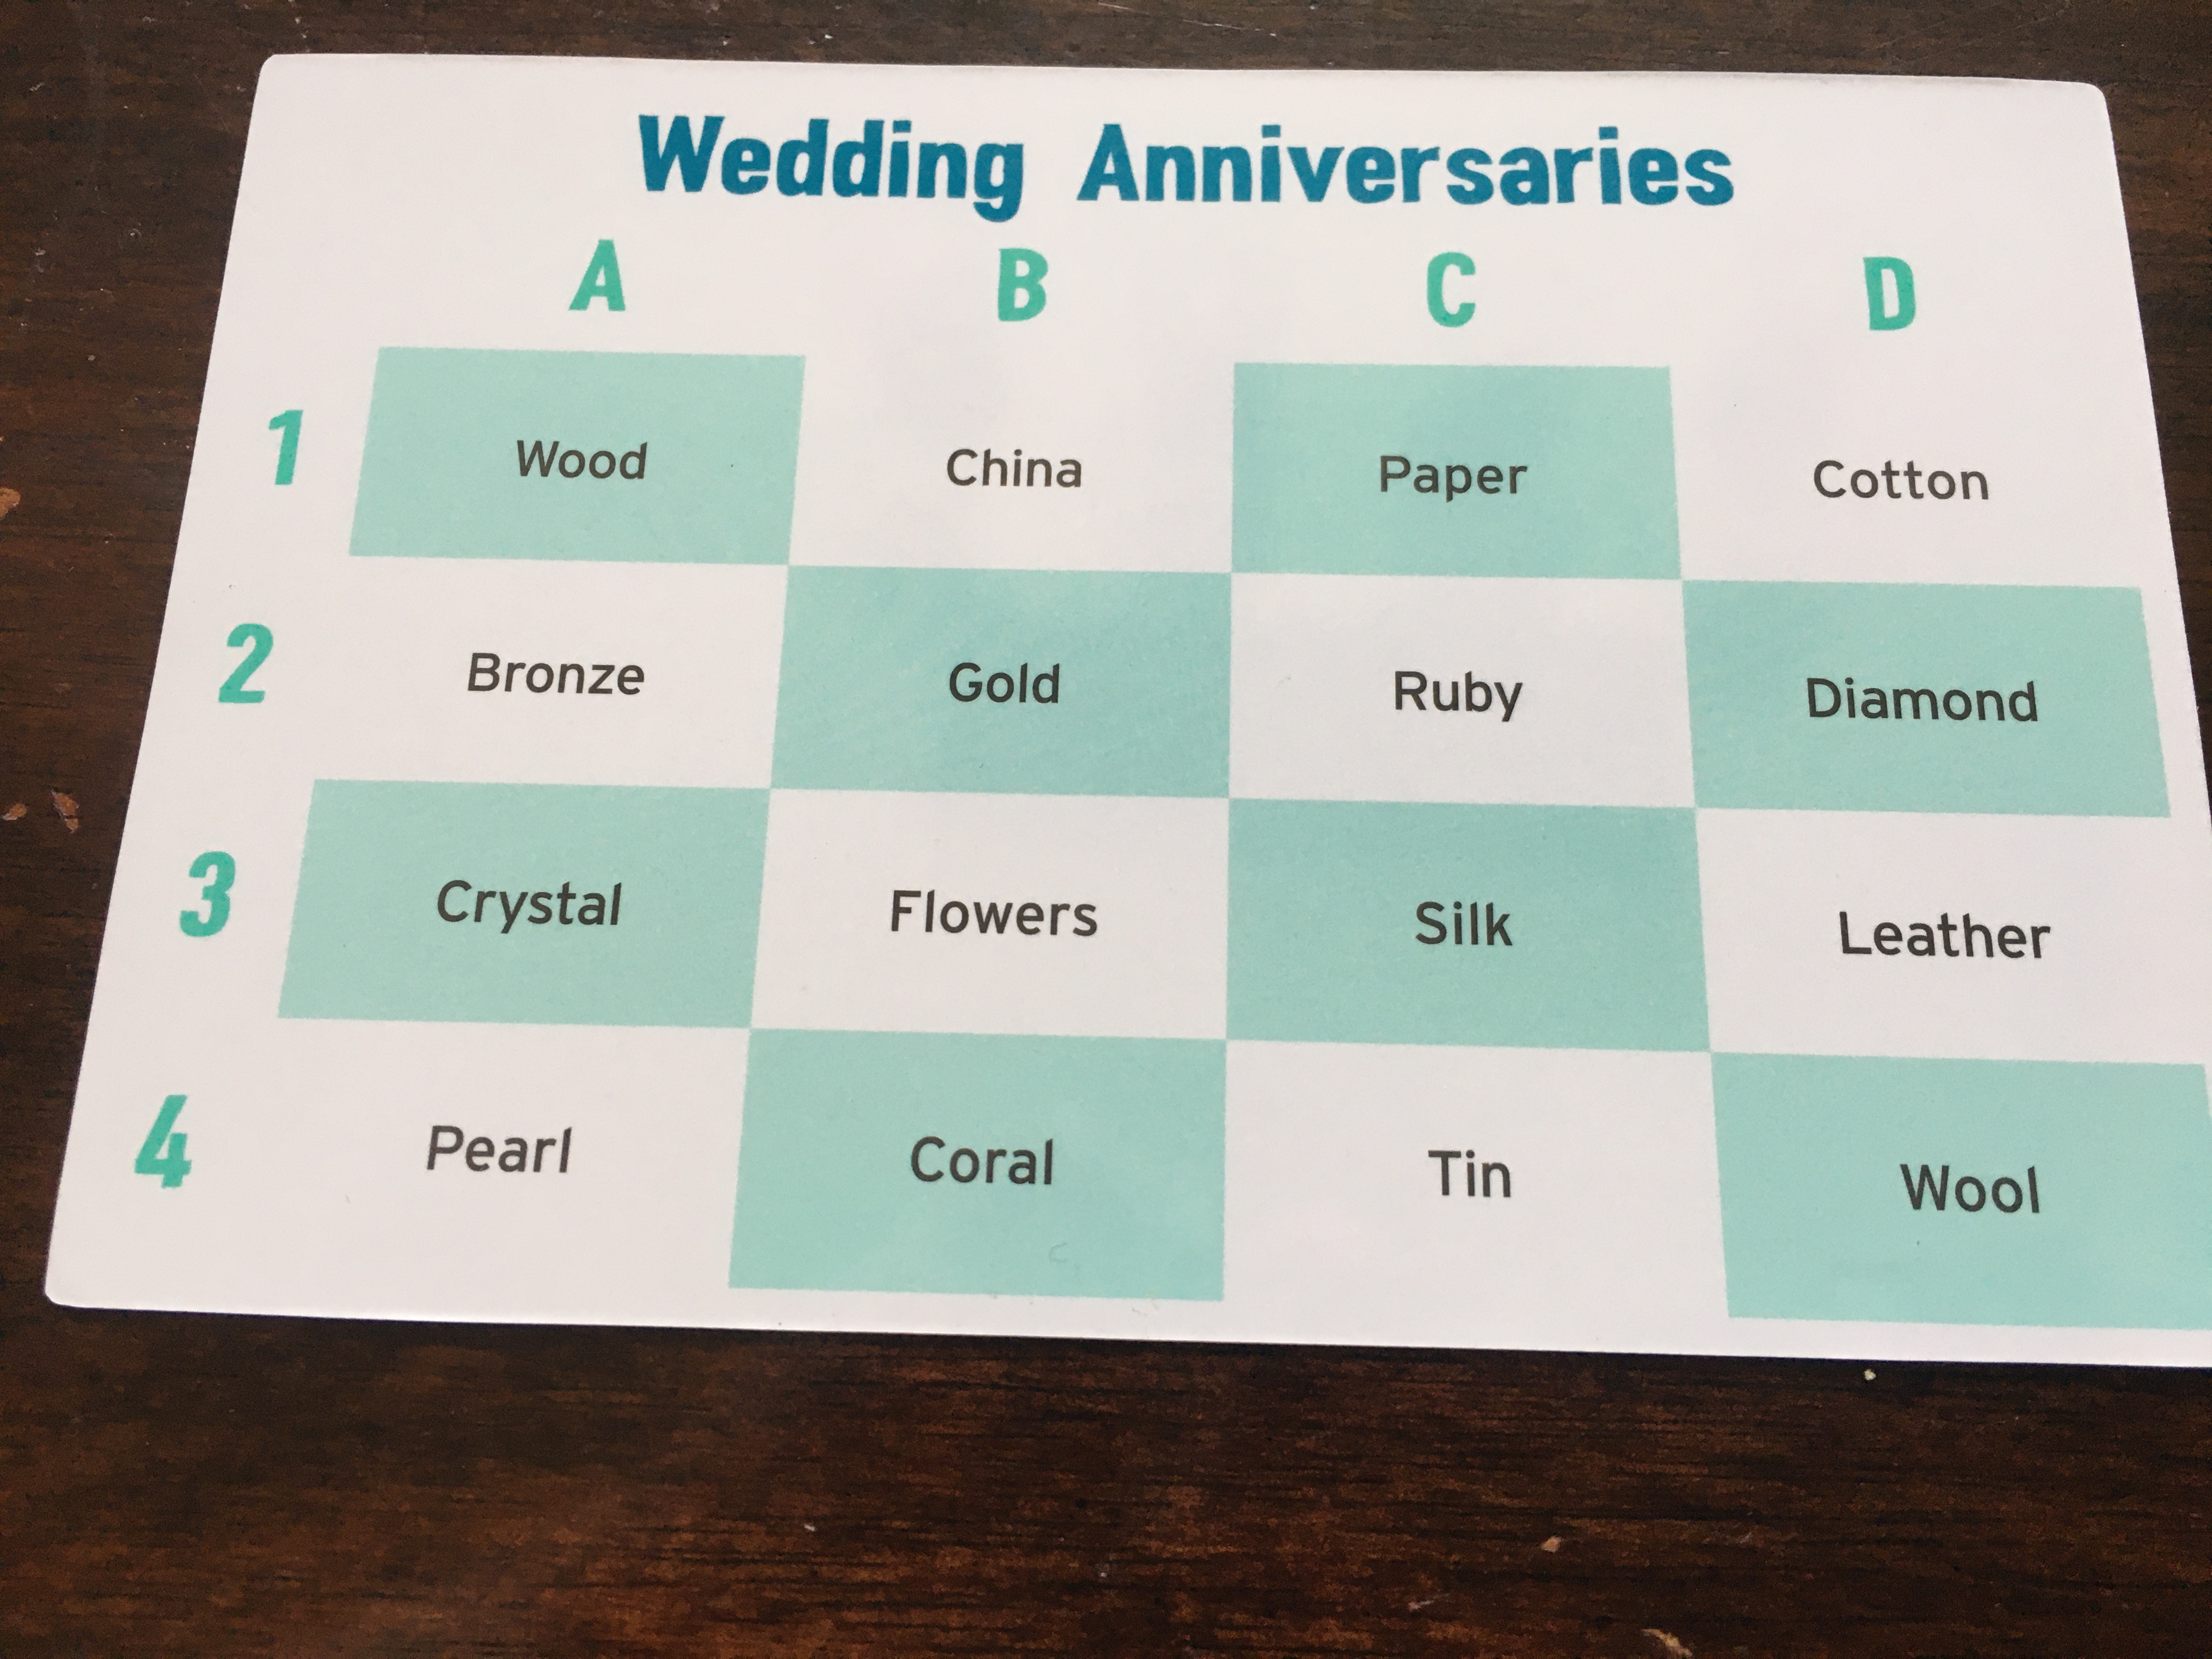 Wedding Anniversaries
A B C D
1 Wood China Paper Cotton
2 Bronze Gold Ruby Diamond
3 Crystal Flowers Silk Leather
4 Pearl Coral Tin Wool